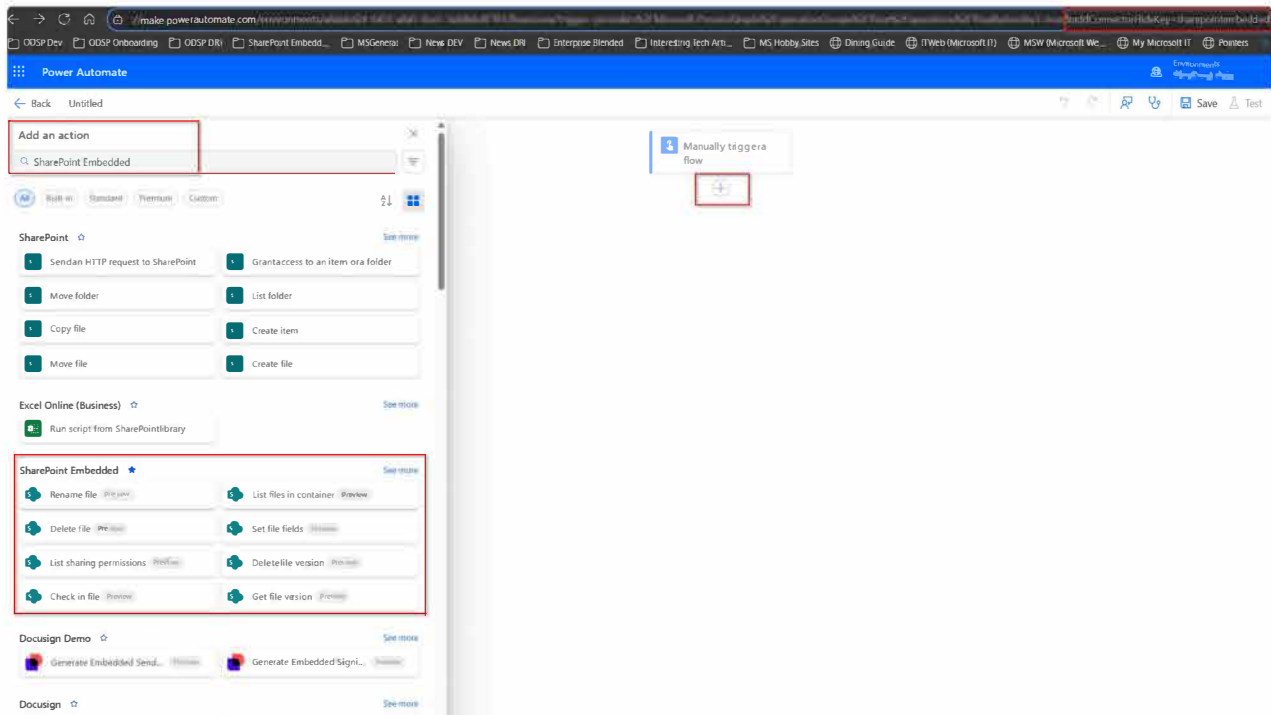 make.powerautomate.com
ODSP Dev
ODSP Onboarding
ODSP DRI
SharePoint Embedd...
MSGeneral
News DEV
News DRI
Enterprise Blended
Interesting Tech Arti...
MS Hobby Sites
Dining Guide
ITWeb (Microsoft IT)
MSW (Microsoft We...
My Microsoft IT
Pointers
Power Automate
Environments
Back
Untitled
Save
Test
Add an action
SharePoint Embedded
All
Built-in
Standard
Premium
Custom
SharePoint
See more
Send an HTTP request to SharePoint
Grant access to an item or a folder
Move folder
List folder
Copy file
Create item
Move file
Create file
Excel Online (Business)
See more
Run script from SharePoint library
SharePoint Embedded
See more
Rename file Preview
List files in container Preview
Delete file Preview
Set file fields Preview
List sharing permissions Preview
Delete file version Preview
Check in file Preview
Get file version Preview
Docusign Demo
See more
Generate Embedded Send...
Generate Embedded Signi...
Docusign
See more
Manually trigger a
flow